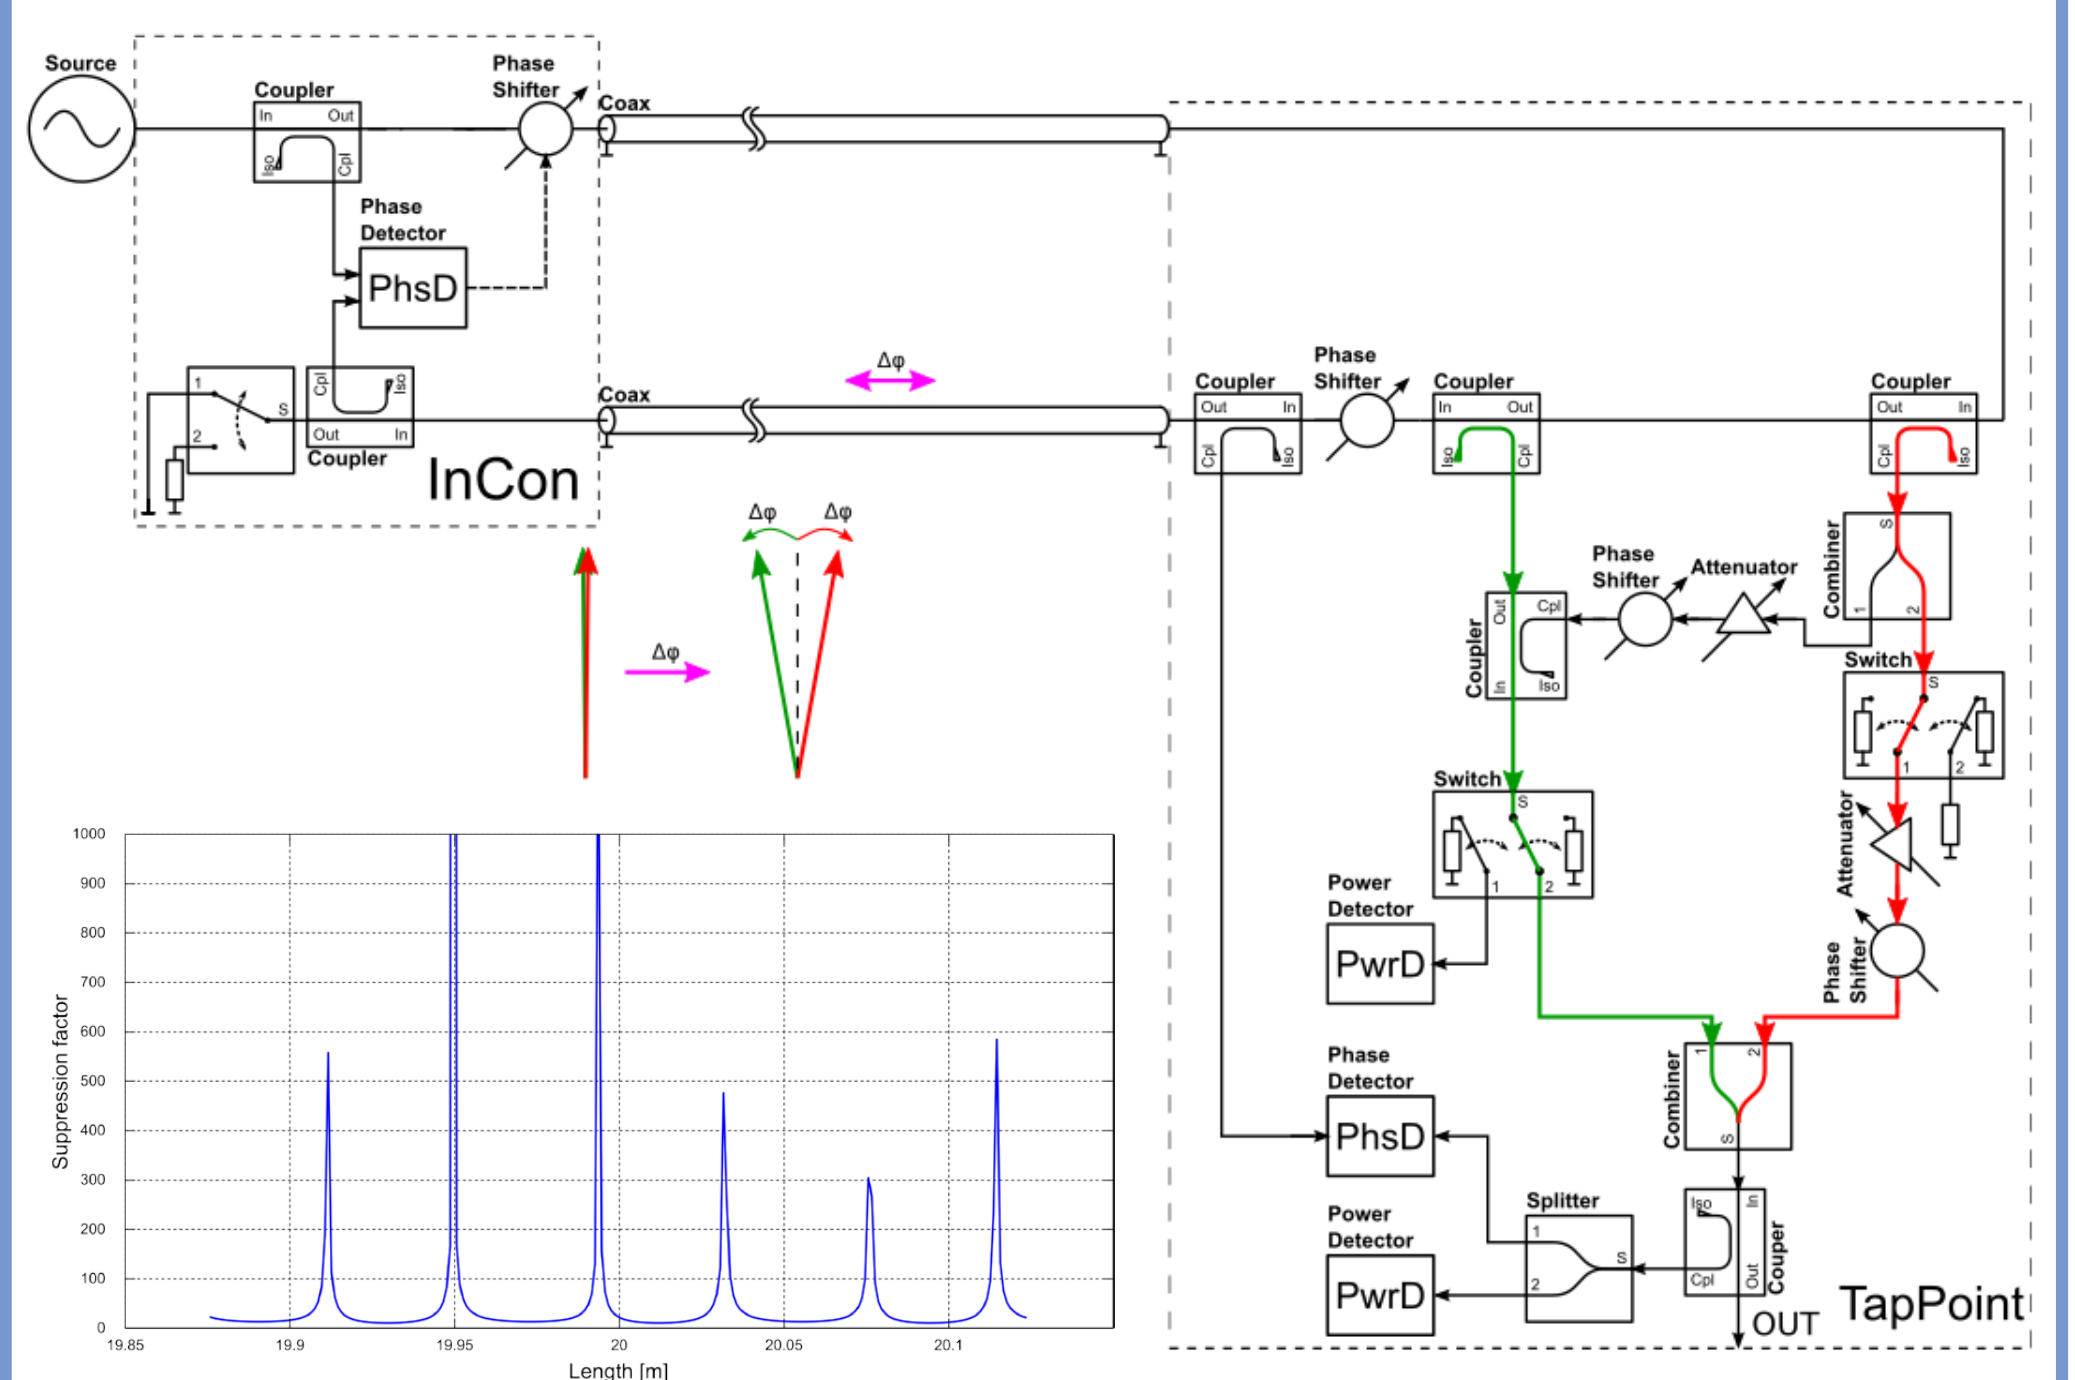 Source
Coupler
In
Out
Iso
Cpl
Phase
Shifter
Coax
Phase
Detector
PhsD
1
S
2
Cpl
Iso
Out
In
Coupler
InCon
Coax
Δφ
Coupler
Out
In
Cpl
Iso
Phase
Shifter
Coupler
In
Out
Iso
Cpl
Coupler
Out
In
Cpl
Iso
Δφ
Δφ
Δφ
Combiner
S
1
2
Phase
Shifter
Attenuator
Coupler
Out
Cpl
In
Iso
Switch
S
1
2
Switch
S
1
2
Attenuator
Phase
Shifter
Power
Detector
PwrD
Combiner
1
2
S
Phase
Detector
PhsD
Splitter
1
S
2
Power
Detector
PwrD
Iso
In
Cpl
Out
Couper
OUT
TapPoint
Suppression factor
1000
900
800
700
600
500
400
300
200
100
0
19.85
19.9
19.95
20
20.05
20.1
Length [m]